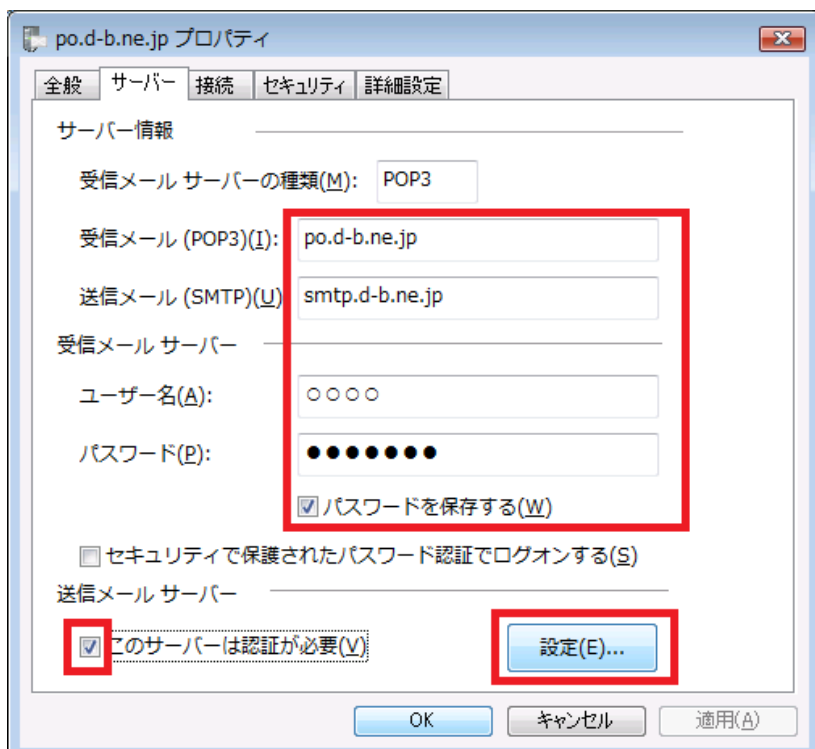 po.d-b.ne.jp プロパティ
全般 サーバー 接続 セキュリティ 詳細設定
サーバー情報
受信メール サーバーの種類(M): POP3
受信メール (POP3)(I): po.d-b.ne.jp
送信メール (SMTP)(U) smtp.d-b.ne.jp
受信メール サーバー
ユーザー名(A): ○○○○
パスワード(P): ●●●●●●●
パスワードを保存する(W)
セキュリティで保護されたパスワード認証でログオンする(S)
送信メール サーバー
このサーバーは認証が必要(V) 設定(E)...
OK キャンセル 適用(A)